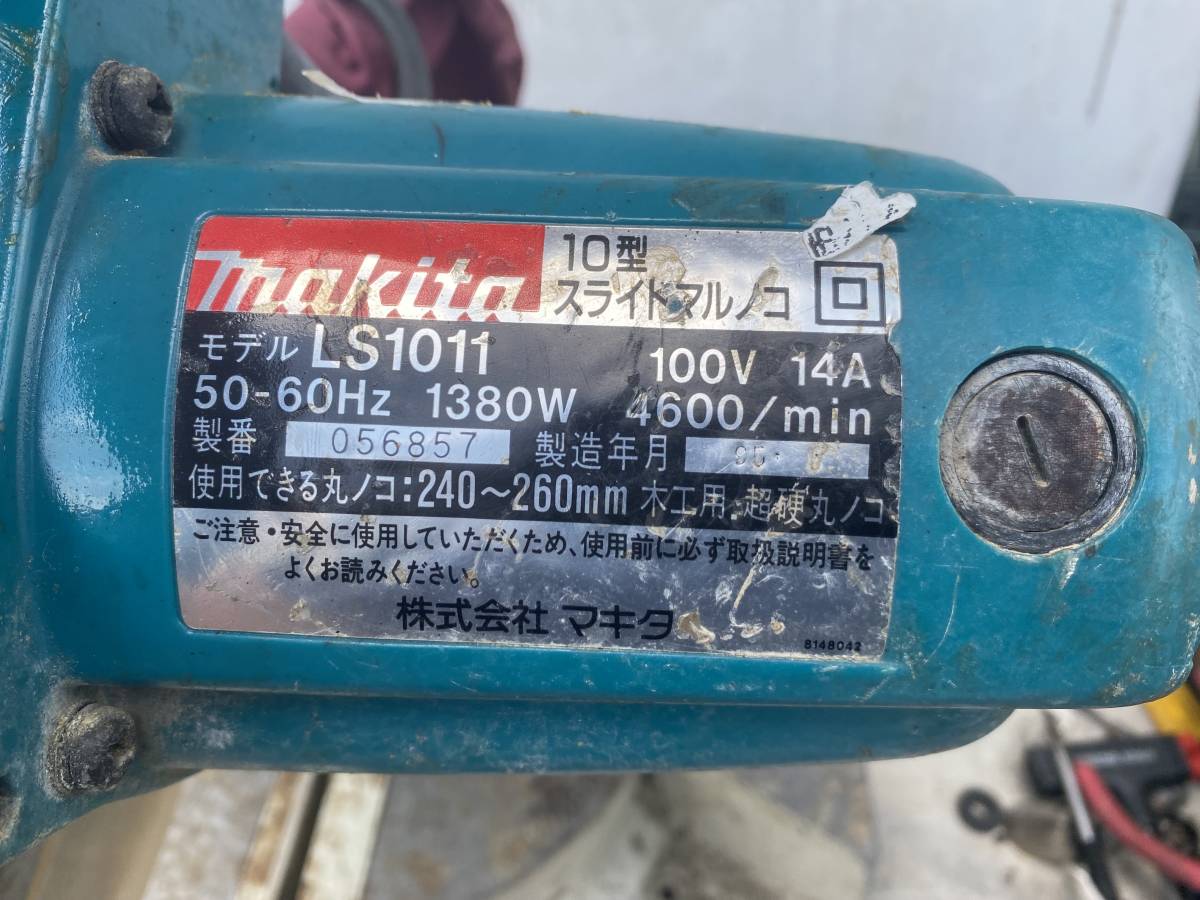 makita
10型
スライドマルノコ
モデル LS1011 100V 14A
50-60Hz 1380W 4600/min
製番 056857 製造年月 95.
使用できる丸ノコ:240〜260mm 木工用:超硬丸ノコ
ご注意・安全に使用していただくため、使用前に必ず取扱説明書を
よくお読みください。
株式会社 マキタ
8148042